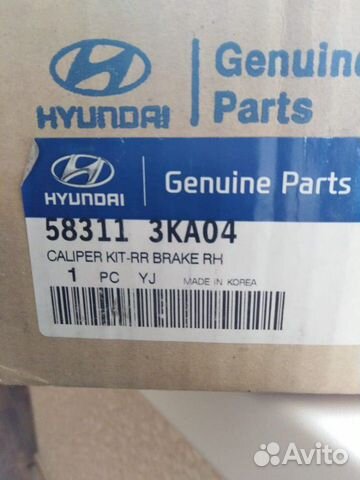 HYUNDAI
Genuine
Parts
HYUNDAI
Genuine Parts
58311 3KA04
CALIPER KIT-RR BRAKE RH
1 PC YJ MADE IN KOREA
Avito